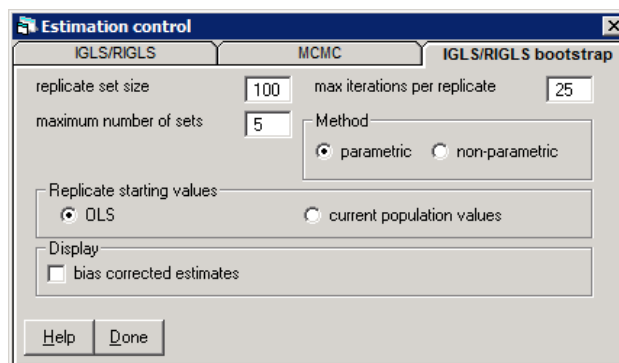 Estimation control
IGLS/RIGLS MCMC IGLS/RIGLS bootstrap
replicate set size 100 max iterations per replicate 25
maximum number of sets 5 Method
parametric non-parametric
Replicate starting values
OLS current population values
Display
bias corrected estimates
Help Done